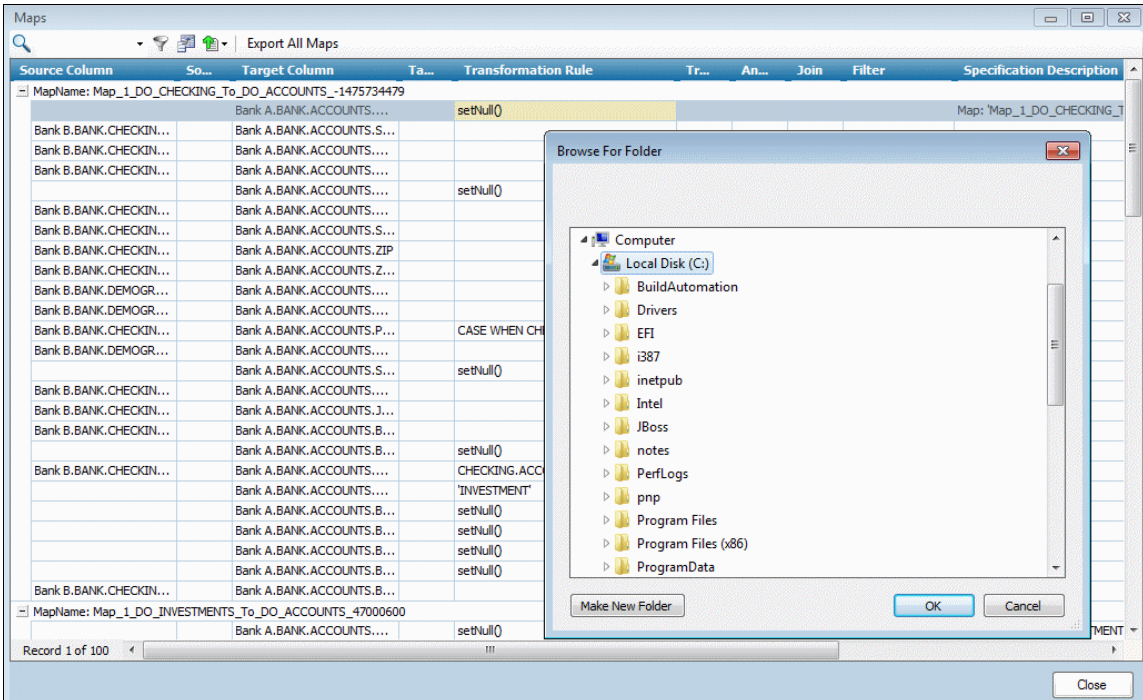 Maps
Export All Maps
Source Column So... Target Column Ta... Transformation Rule Tr... An... Join Filter Specification Description
MapName: Map_1_DO_CHECKING_To_DO_ACCOUNTS_-1475734479
Bank A.BANK.ACCOUNTS.... setNull() Map: 'Map_1_DO_CHECKING_T
Bank B.BANK.CHECKIN... Bank A.BANK.ACCOUNTS.S...
Bank B.BANK.CHECKIN... Bank A.BANK.ACCOUNTS....
Bank B.BANK.CHECKIN... Bank A.BANK.ACCOUNTS....
Bank A.BANK.ACCOUNTS.... setNull()
Bank B.BANK.CHECKIN... Bank A.BANK.ACCOUNTS....
Bank B.BANK.CHECKIN... Bank A.BANK.ACCOUNTS.S...
Bank B.BANK.CHECKIN... Bank A.BANK.ACCOUNTS.ZIP
Bank B.BANK.CHECKIN... Bank A.BANK.ACCOUNTS.Z...
Bank B.BANK.DEMOGR... Bank A.BANK.ACCOUNTS....
Bank B.BANK.DEMOGR... Bank A.BANK.ACCOUNTS....
Bank B.BANK.CHECKIN... Bank A.BANK.ACCOUNTS.P... CASE WHEN CHE
Bank B.BANK.DEMOGR... Bank A.BANK.ACCOUNTS....
Bank A.BANK.ACCOUNTS.S... setNull()
Bank B.BANK.CHECKIN... Bank A.BANK.ACCOUNTS....
Bank B.BANK.CHECKIN... Bank A.BANK.ACCOUNTS.J...
Bank B.BANK.CHECKIN... Bank A.BANK.ACCOUNTS.B...
Bank A.BANK.ACCOUNTS.B... setNull()
Bank B.BANK.CHECKIN... Bank A.BANK.ACCOUNTS.... CHECKING.ACCO
Bank A.BANK.ACCOUNTS.... 'INVESTMENT'
Bank A.BANK.ACCOUNTS.B... setNull()
Bank A.BANK.ACCOUNTS.B... setNull()
Bank A.BANK.ACCOUNTS.B... setNull()
Bank A.BANK.ACCOUNTS.B... setNull()
Bank B.BANK.CHECKIN... Bank A.BANK.ACCOUNTS.B...
MapName: Map_1_DO_INVESTMENTS_To_DO_ACCOUNTS_47000600
Bank A.BANK.ACCOUNTS.... setNull() MENT
Record 1 of 100
Close
Browse For Folder
Computer
Local Disk (C:)
BuildAutomation
Drivers
EFI
i387
inetpub
Intel
JBoss
notes
PerfLogs
pnp
Program Files
Program Files (x86)
ProgramData
Make New Folder OK Cancel